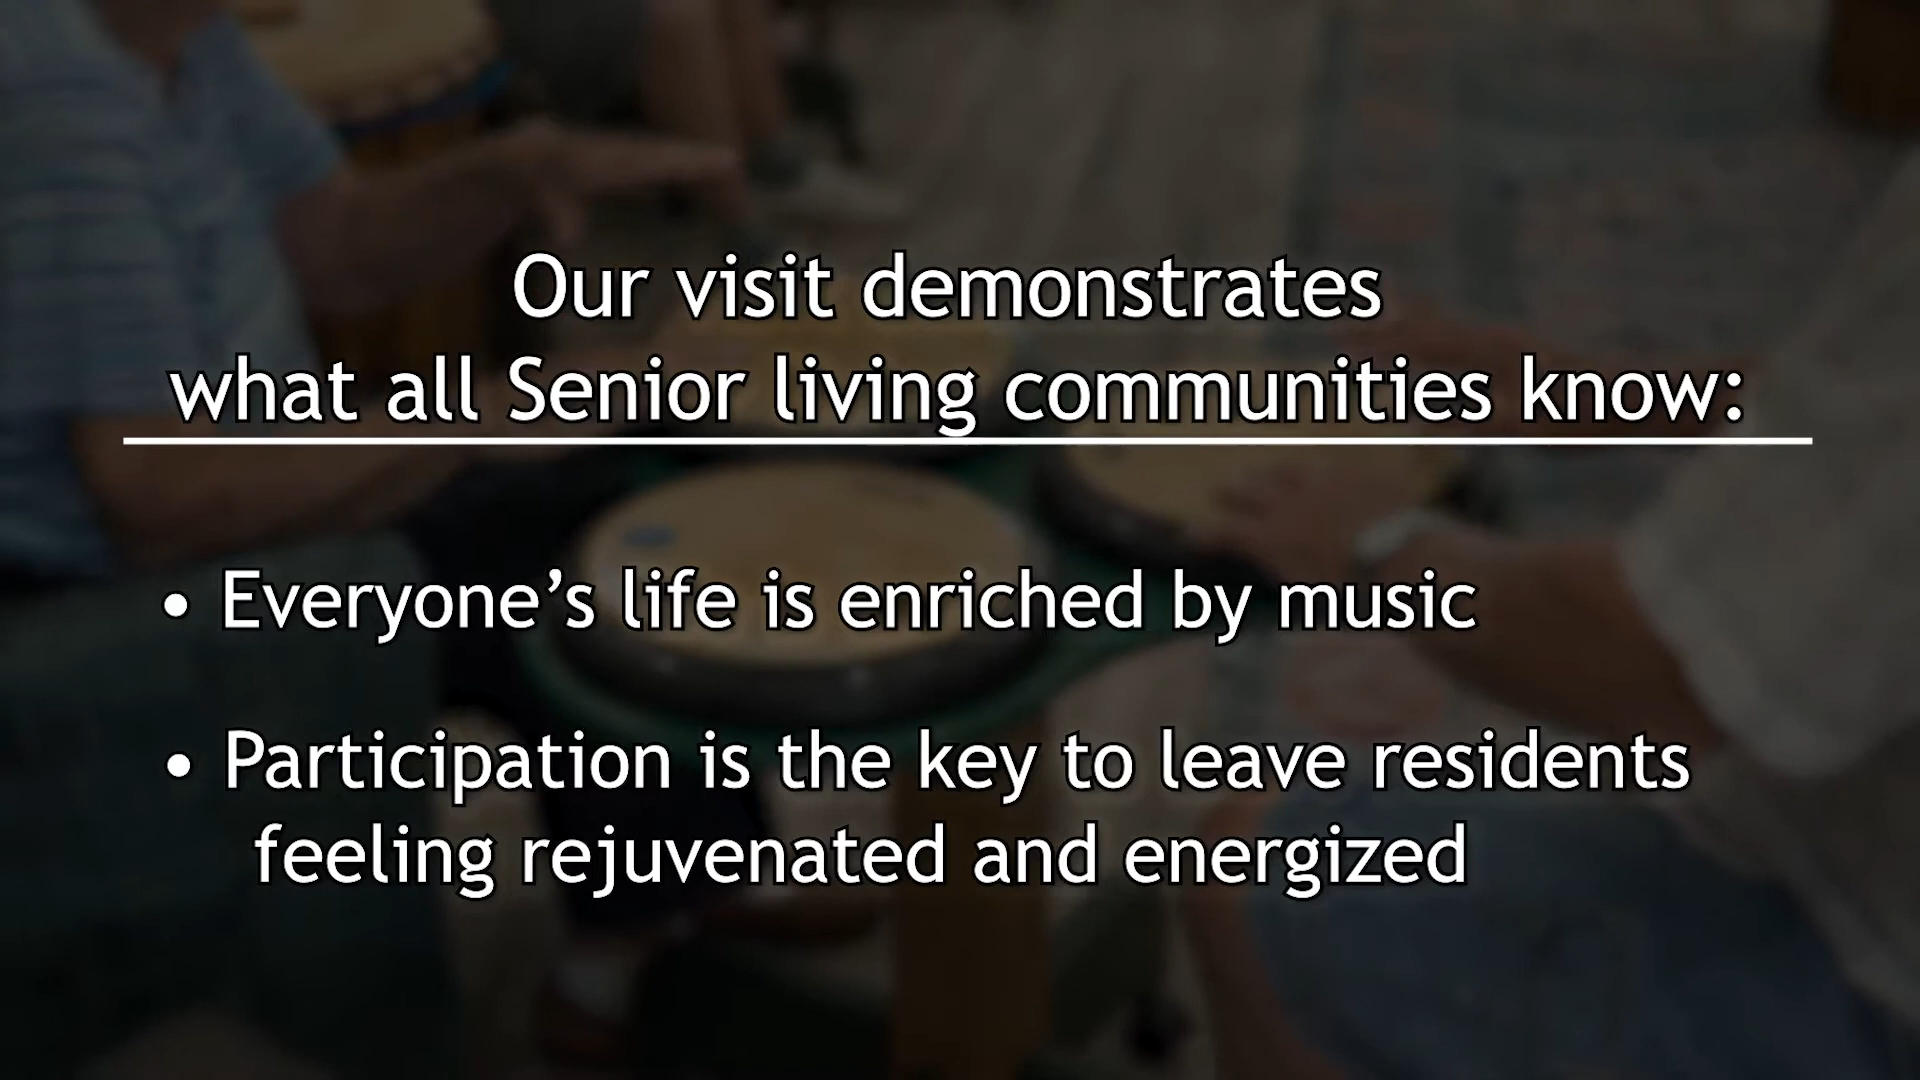 Our visit demonstrates
what all Senior living communities know:
• Everyone’s life is enriched by music
• Participation is the key to leave residents
feeling rejuvenated and energized